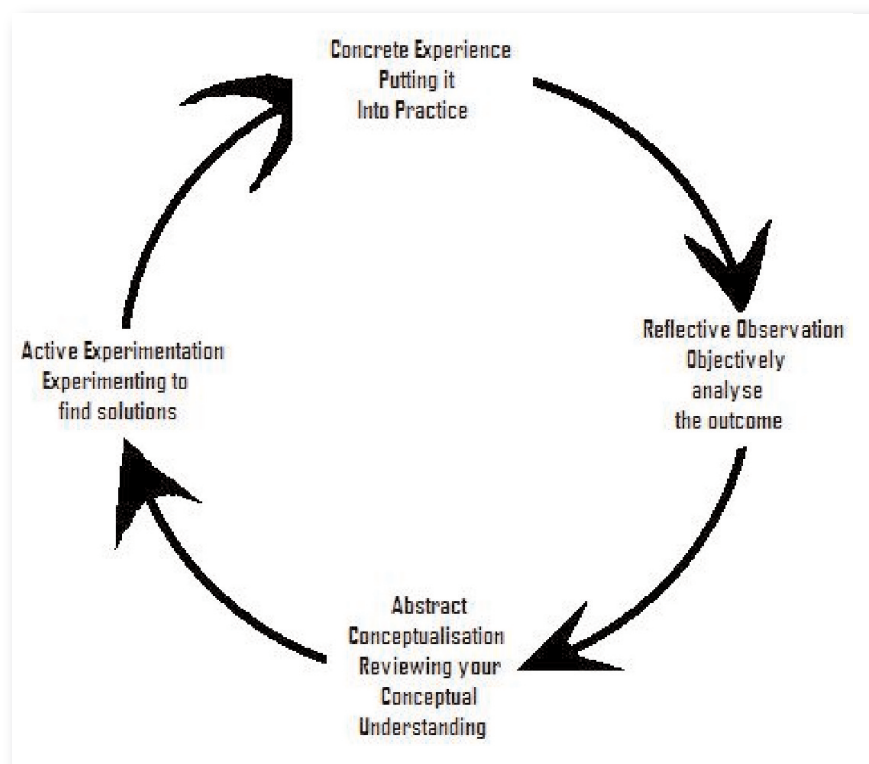 Concrete Experience
Putting it
Into Practice
Reflective Observation
Objectively
analyse
the outcome
Abstract
Conceptualisation
Reviewing your
Conceptual
Understanding
Active Experimentation
Experimenting to
find solutions